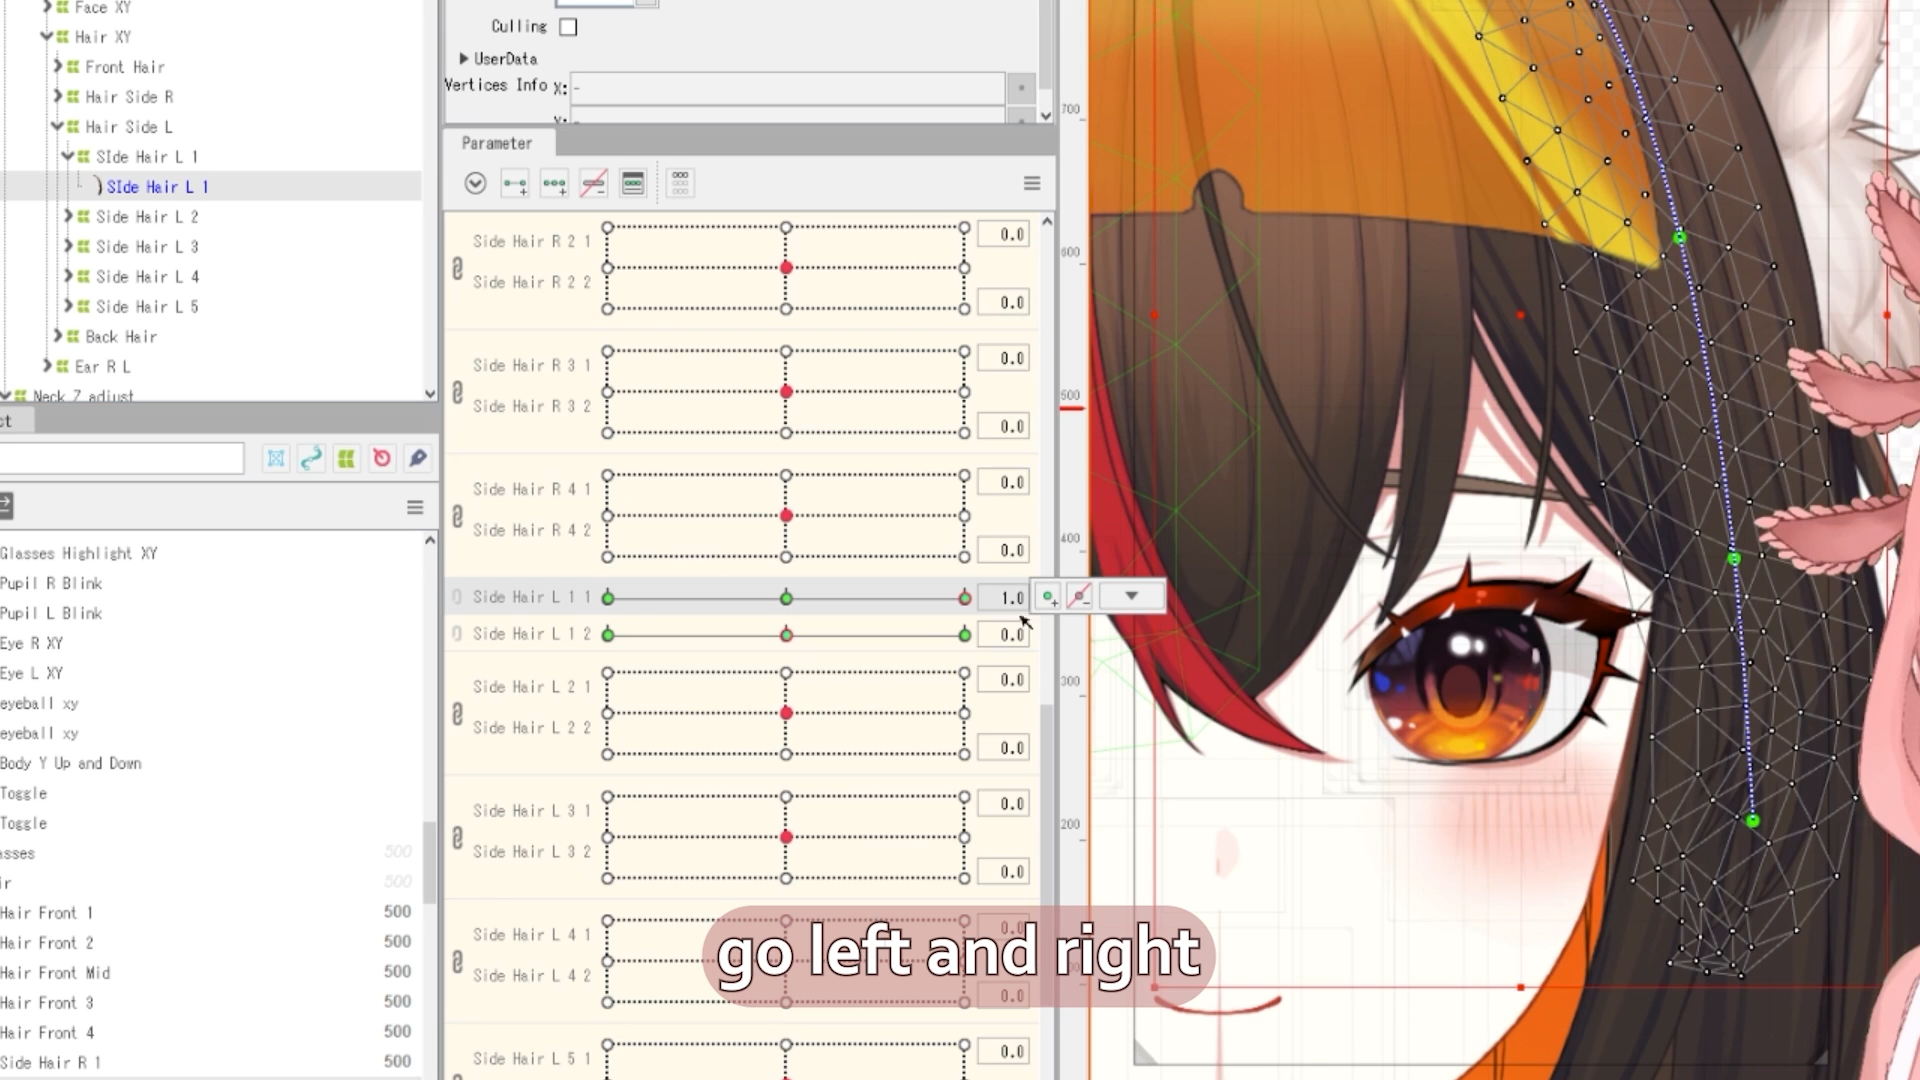 Face XY
Hair XY
Front Hair
Hair Side R
Hair Side L
SIde Hair L 1
SIde Hair L 1
Side Hair L 2
Side Hair L 3
Side Hair L 4
Side Hair L 5
Back Hair
Ear R L
Neck Z adjust
ct
Glasses Highlight XY
Pupil R Blink
Pupil L Blink
Eye R XY
Eye L XY
eyeball xy
eyeball xy
Body Y Up and Down
Toggle
Toggle
asses 500
ir 500
Hair Front 1 500
Hair Front 2 500
Hair Front Mid 500
Hair Front 3 500
Hair Front 4 500
Side Hair R 1 500
Culling
UserData
Vertices Info X: -
Y: -
Parameter
Side Hair R 2 1 0.0
Side Hair R 2 2 0.0
Side Hair R 3 1 0.0
Side Hair R 3 2 0.0
Side Hair R 4 1 0.0
Side Hair R 4 2 0.0
Side Hair L 1 1 1.0
Side Hair L 1 2 0.0
Side Hair L 2 1 0.0
Side Hair L 2 2 0.0
Side Hair L 3 1 0.0
Side Hair L 3 2 0.0
Side Hair L 4 1 0.0
Side Hair L 4 2 0.0
Side Hair L 5 1 0.0
700
600
500
400
300
200
go left and right